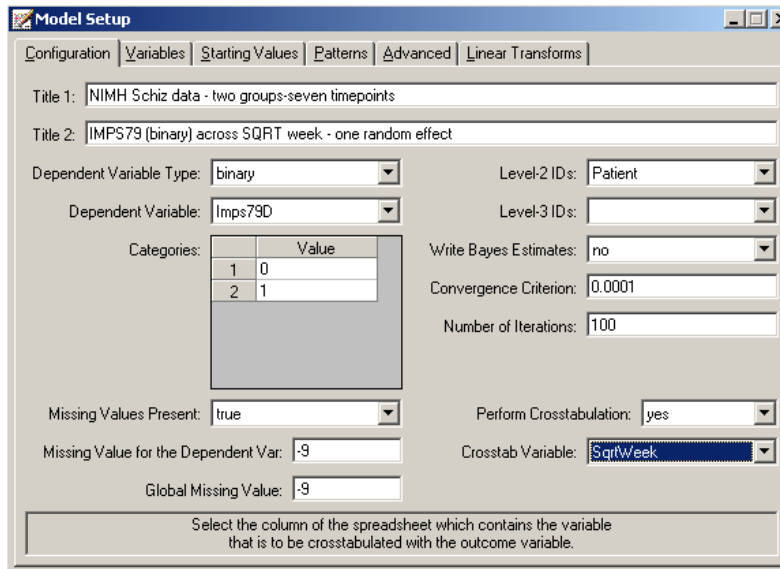 Model Setup
Configuration Variables Starting Values Patterns Advanced Linear Transforms
Title 1: NIMH Schiz data - two groups-seven timepoints
Title 2: IMPS79 (binary) across SQRT week - one random effect
Dependent Variable Type: binary
Level-2 IDs: Patient
Dependent Variable: Imps79D
Level-3 IDs:
Categories:
Value
1 0
2 1
Write Bayes Estimates: no
Convergence Criterion: 0.0001
Number of Iterations: 100
Missing Values Present: true
Perform Crosstabulation: yes
Missing Value for the Dependent Var: -9
Crosstab Variable: SqrtWeek
Global Missing Value: -9
Select the column of the spreadsheet which contains the variable
that is to be crosstabulated with the outcome variable.